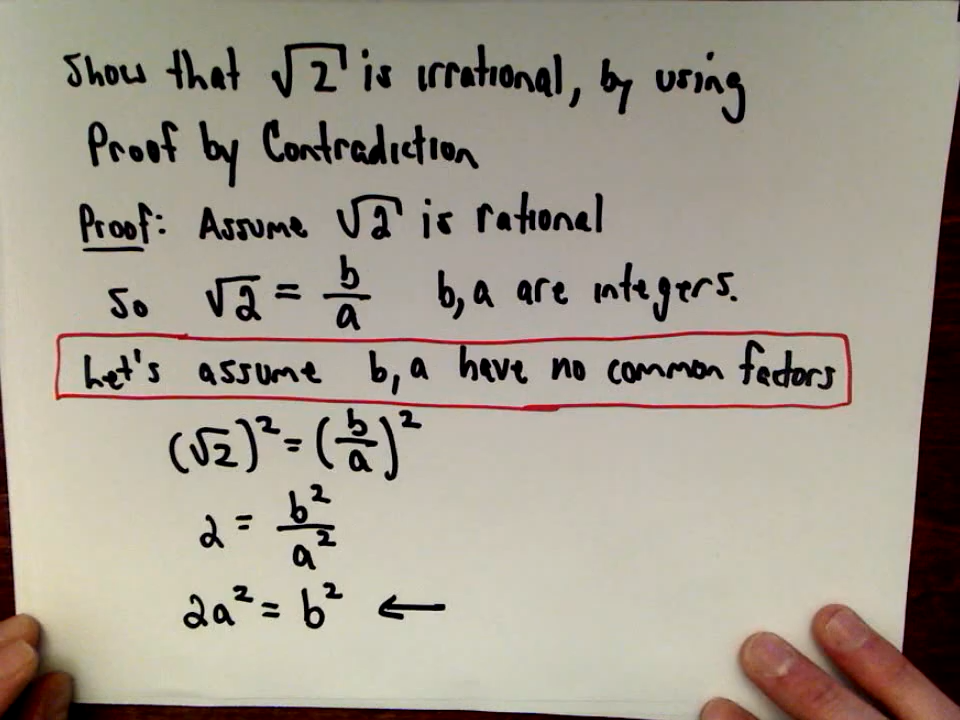 Show that √2 is irrational, by using
Proof by Contradiction
Proof: Assume √2 is rational
So √2 = b/a b, a are integers.
Let's assume b, a have no common factors
(√2)² = (b/a)²
2 = b²/a²
2a² = b² ←